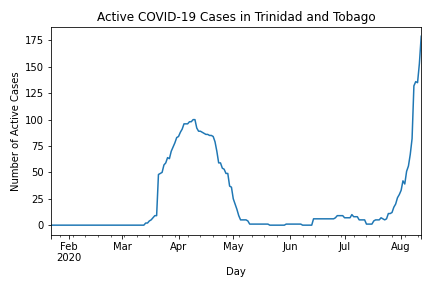 Active COVID-19 Cases in Trinidad and Tobago
175
150
125
100
75
50
25
0
Number of Active Cases
Feb Mar Apr May Jun Jul Aug
2020
Day